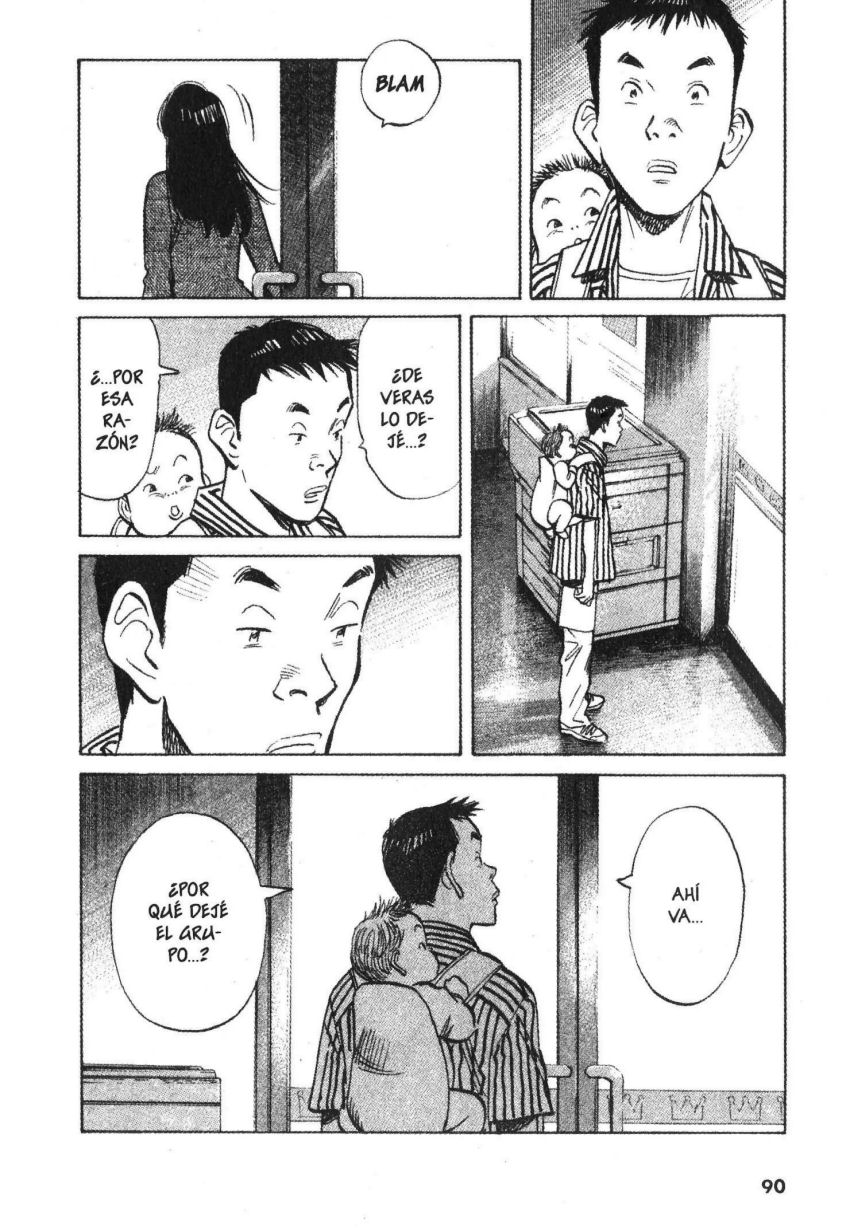 BLAM
¿DE
VERAS
LO DE-
JÉ...?
¿...POR
ESA
RA-
ZÓN?
AHÍ
VA...
¿POR
QUÉ DEJÉ
EL GRU-
PO...?
90